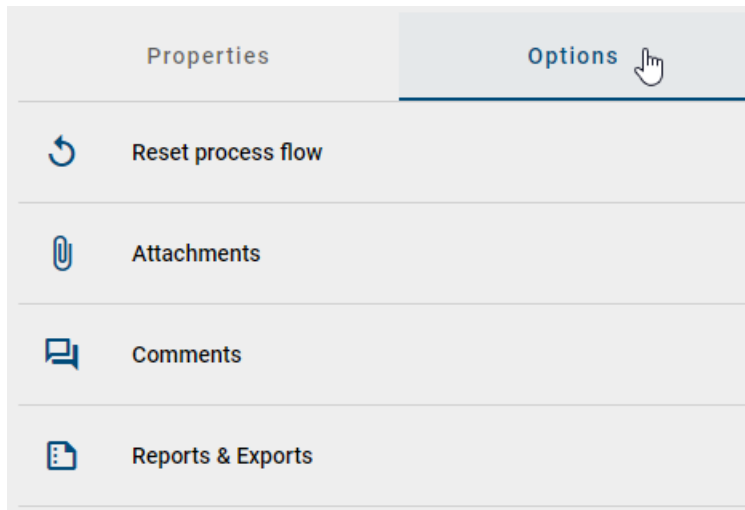 Properties Options
Reset process flow
Attachments
Comments
Reports & Exports